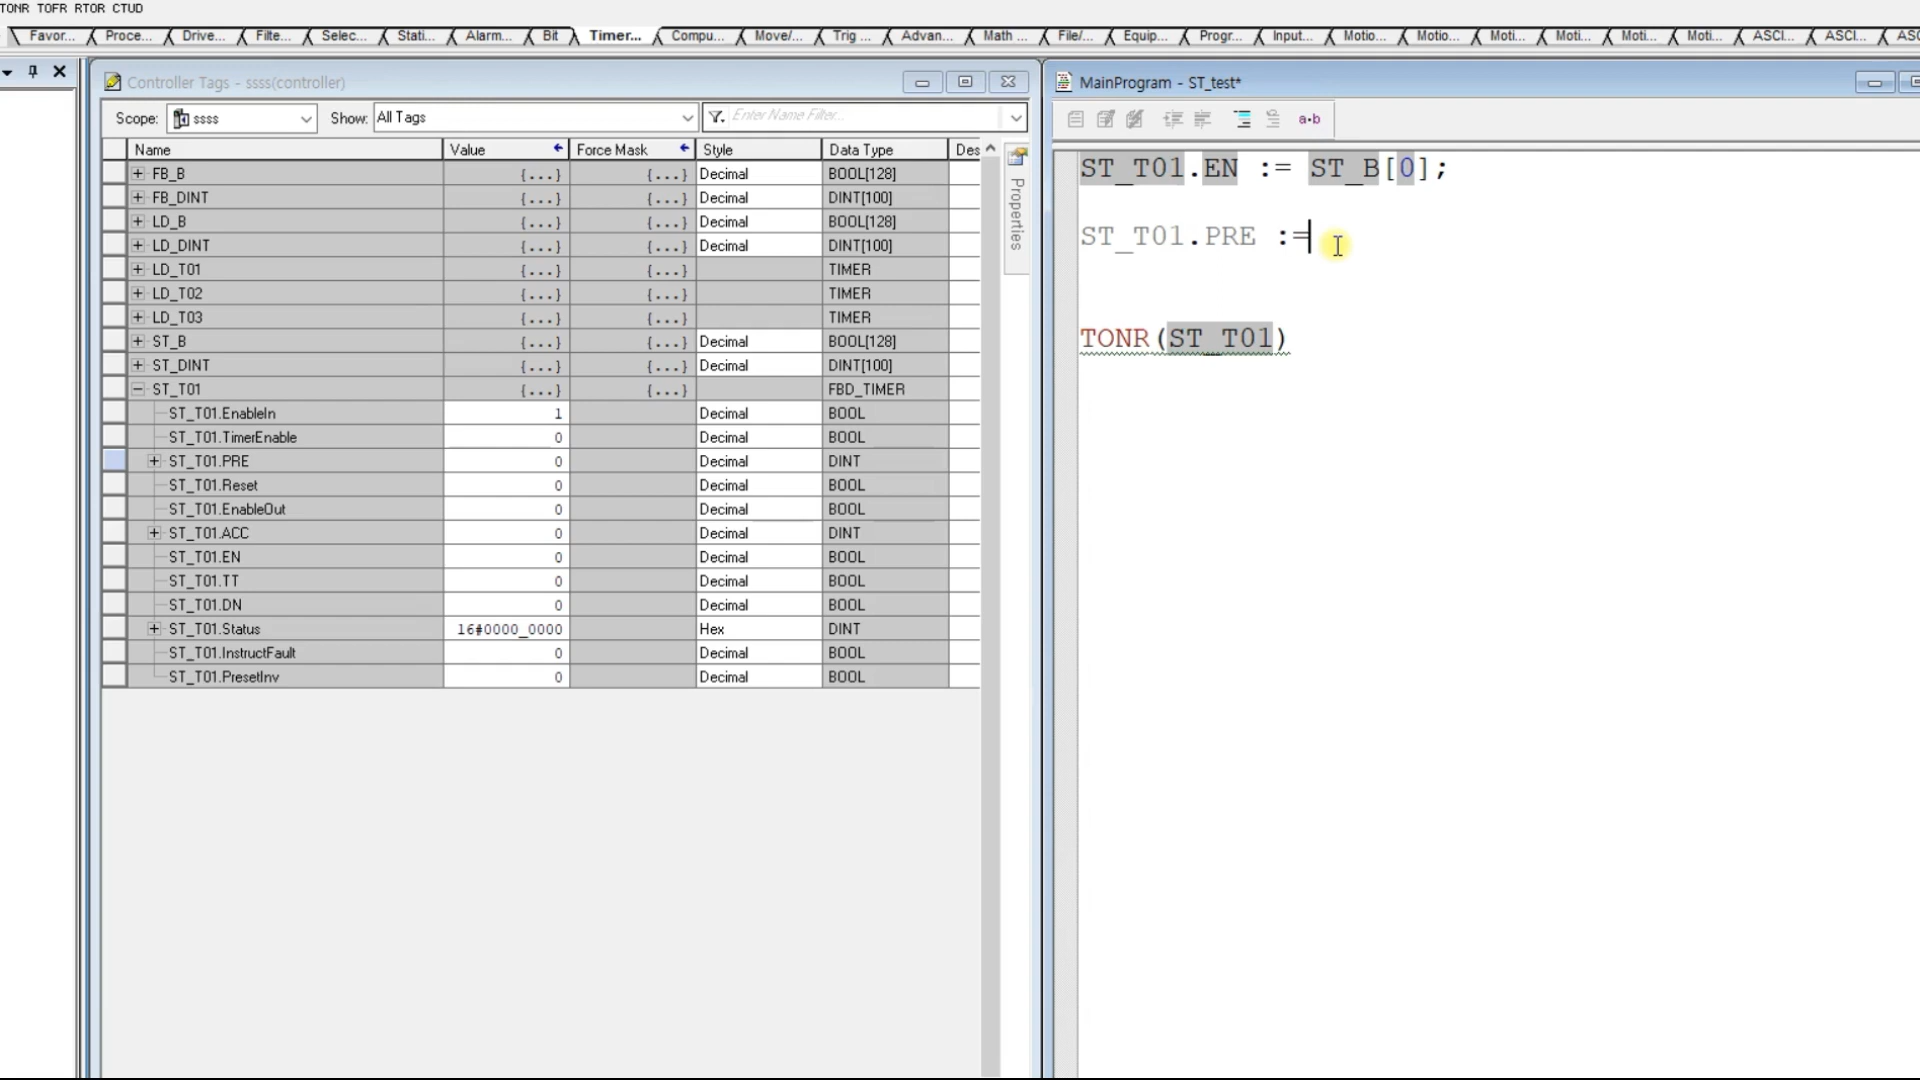 TONR TOFR RTOR CTUD
Favor... Proce... Drive... Filte... Selec... Stati... Alarm... Bit Timer... Compu... Move/... Trig ... Advan... Math ... File/... Equip... Progr... Input... Motio... Motio... Moti... Moti... Moti... Moti... ASCI... ASCI... ASC
Controller Tags - ssss(controller)
Scope: ssss Show: All Tags Enter Name Filter...
Name Value Force Mask Style Data Type Des
FB_B {...} {...} Decimal BOOL[128]
FB_DINT {...} {...} Decimal DINT[100]
LD_B {...} {...} Decimal BOOL[128]
LD_DINT {...} {...} Decimal DINT[100]
LD_T01 {...} {...} TIMER
LD_T02 {...} {...} TIMER
LD_T03 {...} {...} TIMER
ST_B {...} {...} Decimal BOOL[128]
ST_DINT {...} {...} Decimal DINT[100]
ST_T01 {...} {...} FBD_TIMER
ST_T01.EnableIn 1 Decimal BOOL
ST_T01.TimerEnable 0 Decimal BOOL
ST_T01.PRE 0 Decimal DINT
ST_T01.Reset 0 Decimal BOOL
ST_T01.EnableOut 0 Decimal BOOL
ST_T01.ACC 0 Decimal DINT
ST_T01.EN 0 Decimal BOOL
ST_T01.TT 0 Decimal BOOL
ST_T01.DN 0 Decimal BOOL
ST_T01.Status 16#0000_0000 Hex DINT
ST_T01.InstructFault 0 Decimal BOOL
ST_T01.PresetInv 0 Decimal BOOL
Properties
MainProgram - ST_test*
a•b
ST_T01.EN := ST_B[0];
ST_T01.PRE :=
TONR(ST_T01)